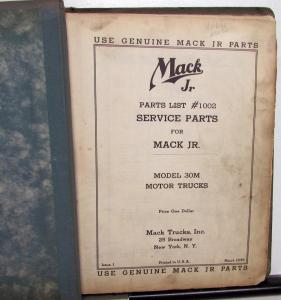 USE GENUINE MACK JR PARTS
Mack
Jr.
PARTS LIST #1002
SERVICE PARTS
FOR
MACK JR.
MODEL 30M
MOTOR TRUCKS
Price One Dollar
Mack Trucks, Inc.
Broadway
New York, N. Y.
Issue 1 Printed in U.S.A. March
USE GENUINE MACK JR PARTS